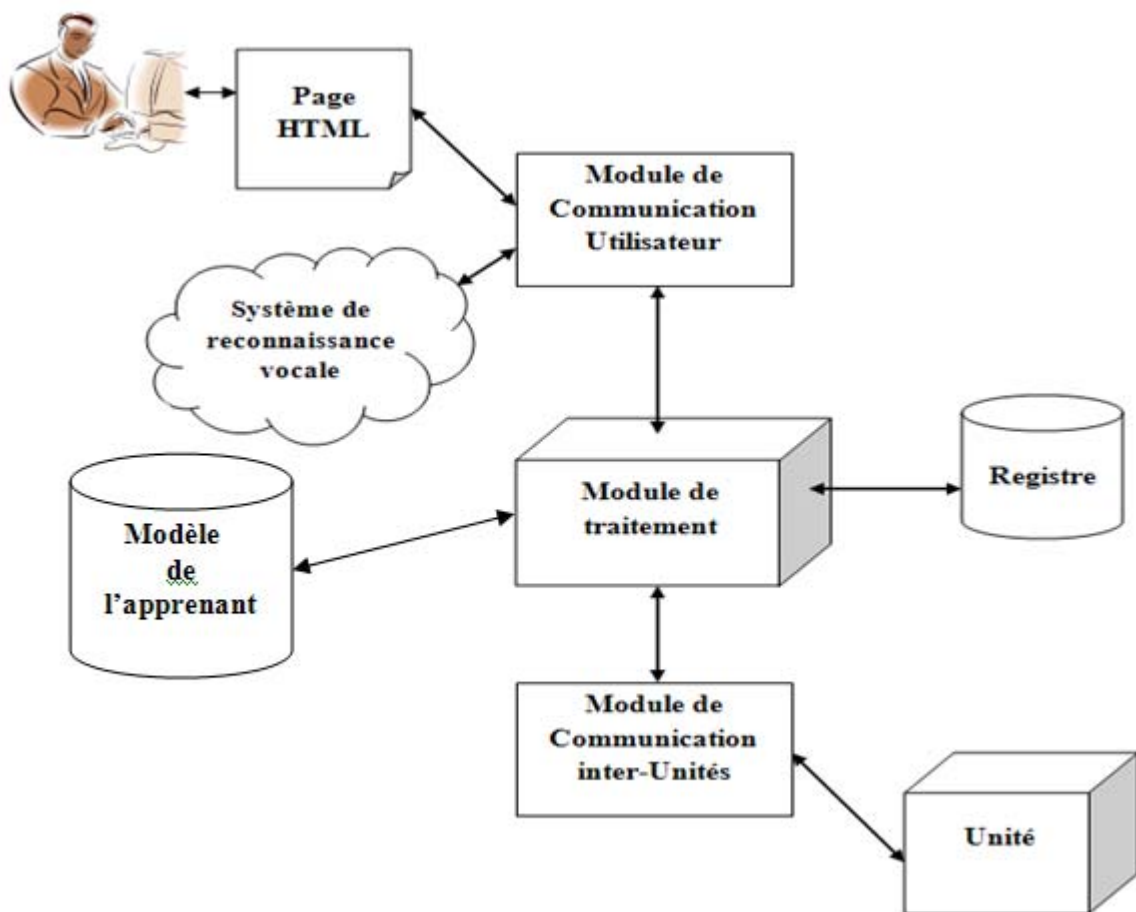 Page
HTML
Module de
Communication
Utilisateur
Système de
reconnaissance
vocale
Module de
traitement
Registre
Modèle
de
l’apprenant
Module de
Communication
inter-Unités
Unité